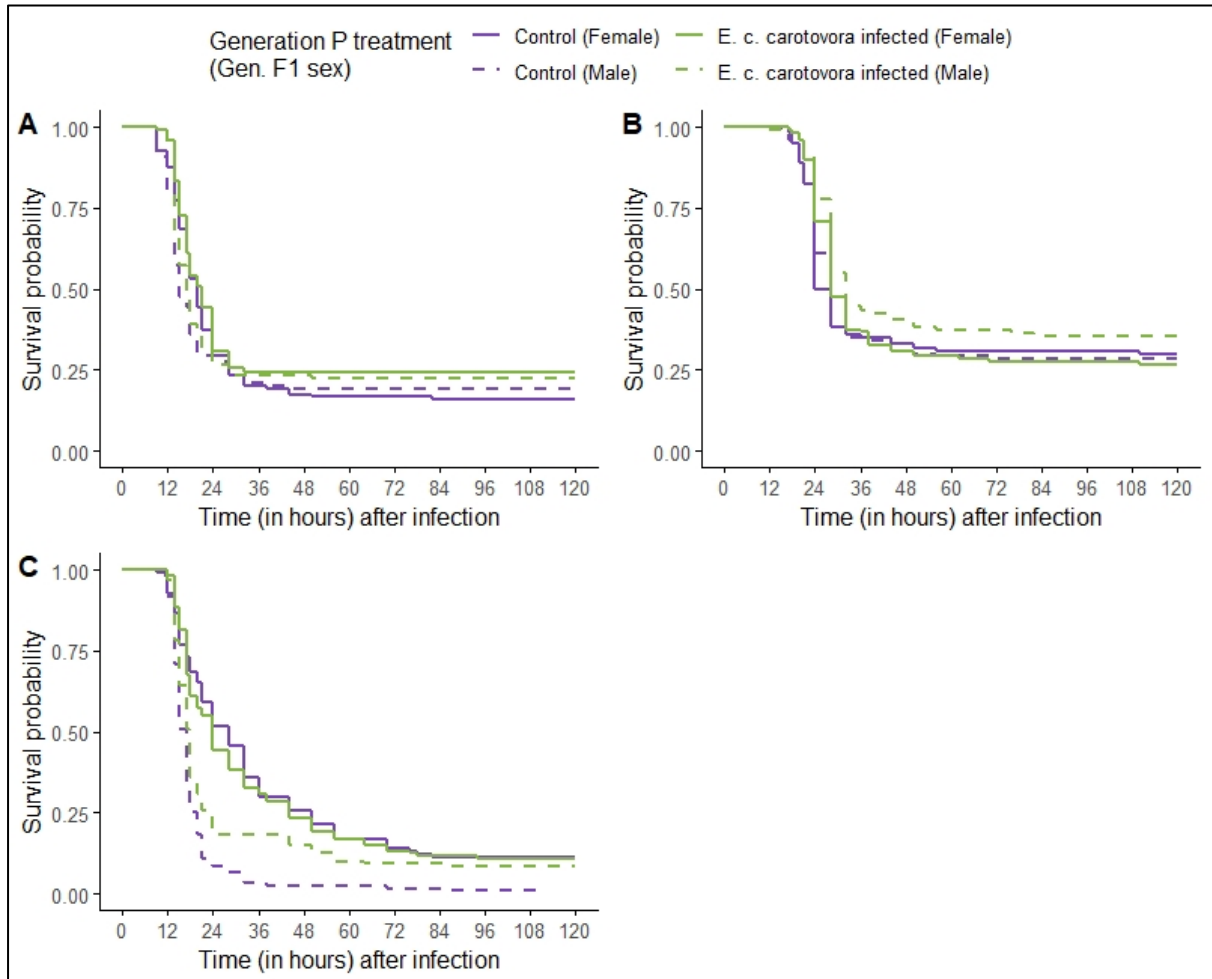 Generation P treatment
(Gen. F1 sex)
Control (Female)
Control (Male)
E. c. carotovora infected (Female)
E. c. carotovora infected (Male)
A
Survival probability
1.00
0.75
0.50
0.25
0.00
0 12 24 36 48 60 72 84 96 108 120
Time (in hours) after infection
B
Survival probability
1.00
0.75
0.50
0.25
0.00
0 12 24 36 48 60 72 84 96 108 120
Time (in hours) after infection
C
Survival probability
1.00
0.75
0.50
0.25
0.00
0 12 24 36 48 60 72 84 96 108 120
Time (in hours) after infection